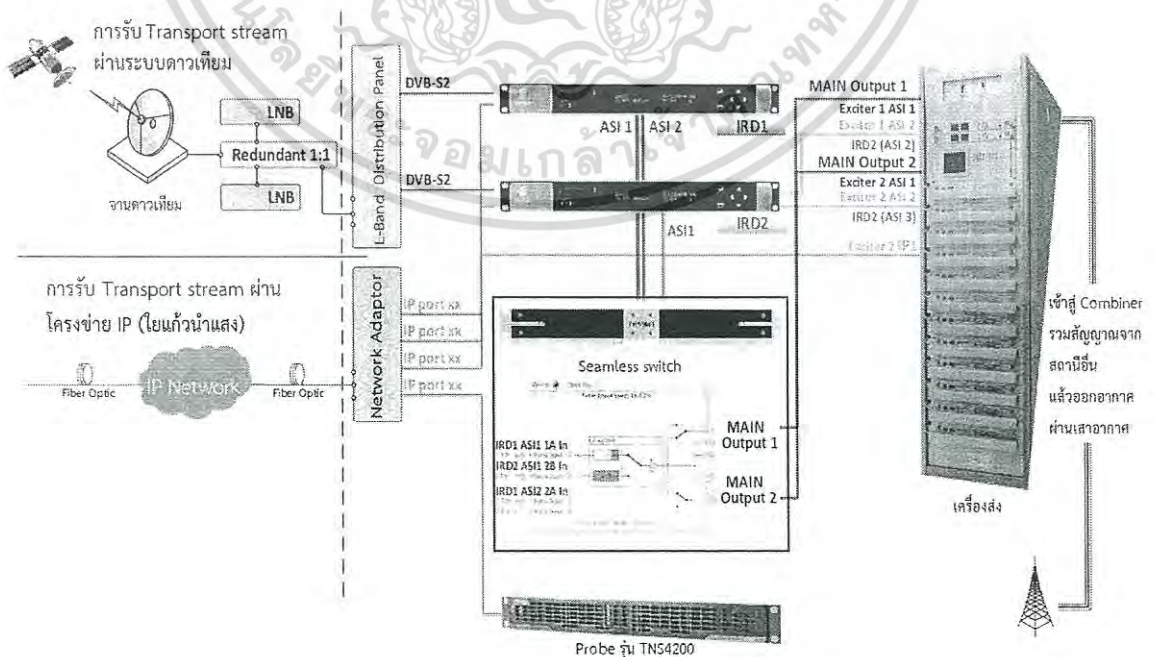 การรับ Transport stream
ผ่านระบบดาวเทียม
LNB
Redundant 1:1
LNB
จานดาวเทียม
L-Band Distribution Panel
DVB-S2
DVB-S2
ASI 1
ASI 2
IRD1
ASI1
IRD2
MAIN Output 1
Exciter 1 ASI 1
Exciter 1 ASI 2
IRD2 (ASI 2)
MAIN Output 2
Exciter 2 ASI 1
Exciter 2 ASI 2
IRD2 (ASI 3)
Exciter 2 IP1
การรับ Transport stream ผ่าน
โครงข่าย IP (ใยแก้วนำแสง)
Fiber Optic
IP Network
Fiber Optic
Network Adaptor
IP port xx
IP port xx
IP port xx
IP port xx
Seamless switch
IRD1 ASI1 1A In
IRD2 ASI1 2B In
IRD1 ASI2 2A In
MAIN
Output 1
MAIN
Output 2
เครื่องส่ง
เข้าสู่ Combiner
รวมสัญญาณจาก
สถานีอื่น
แล้วออกอากาศ
ผ่านเสาอากาศ
Probe รุ่น TNS4200